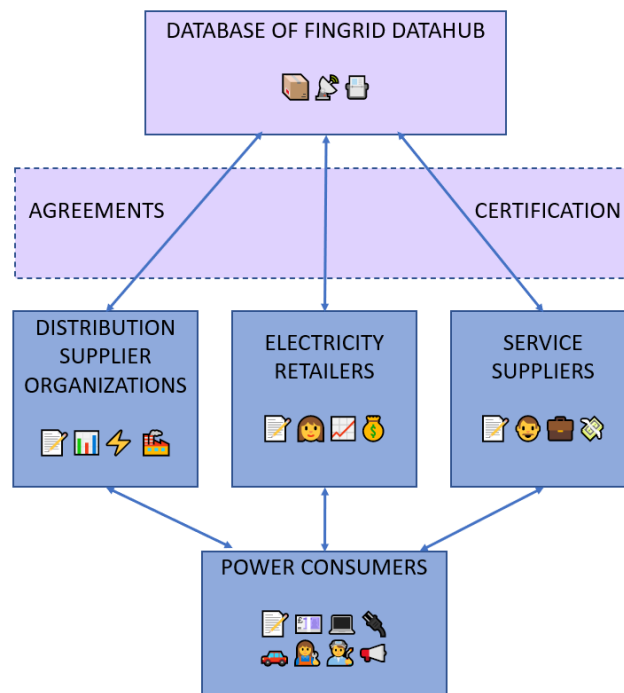 DATABASE OF FINGRID DATAHUB
AGREEMENTS
CERTIFICATION
DISTRIBUTION
SUPPLIER
ORGANIZATIONS
ELECTRICITY
RETAILERS
SERVICE
SUPPLIERS
POWER CONSUMERS